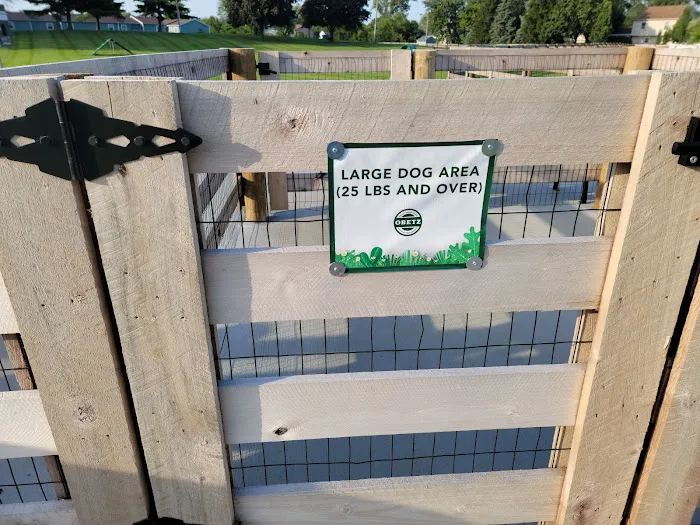 LARGE DOG AREA
(25 LBS AND OVER)
OBETZ